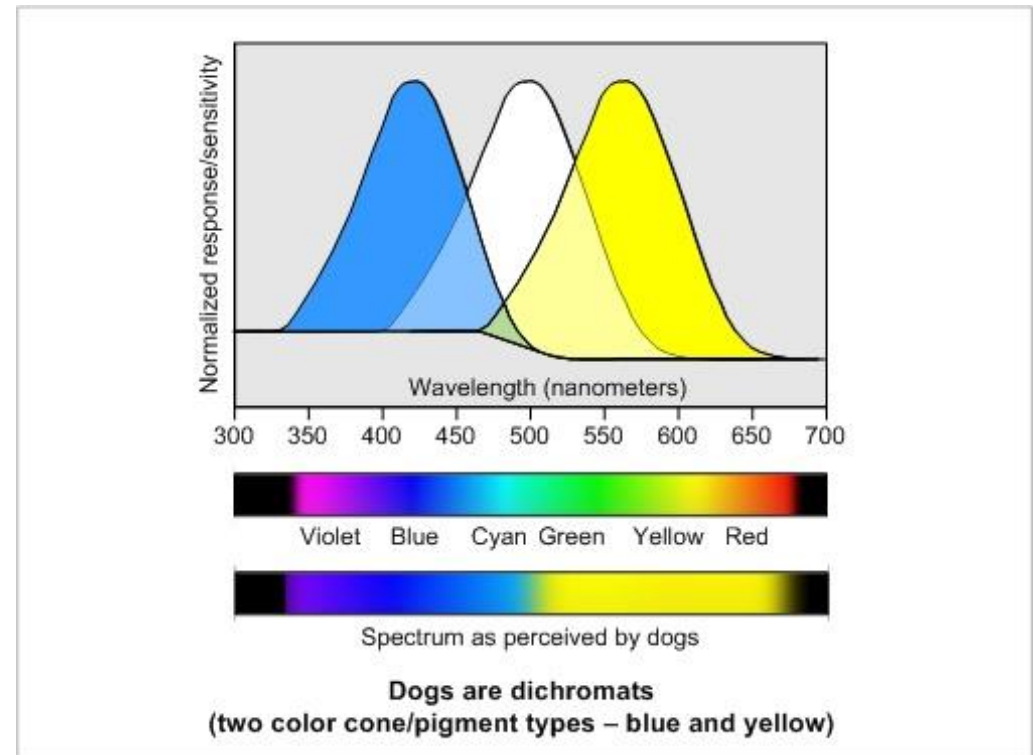 Normalized response/sensitivity
Wavelength (nanometers)
300 350 400 450 500 550 600 650 700
Violet Blue Cyan Green Yellow Red
Spectrum as perceived by dogs
Dogs are dichromats
(two color cone/pigment types – blue and yellow)